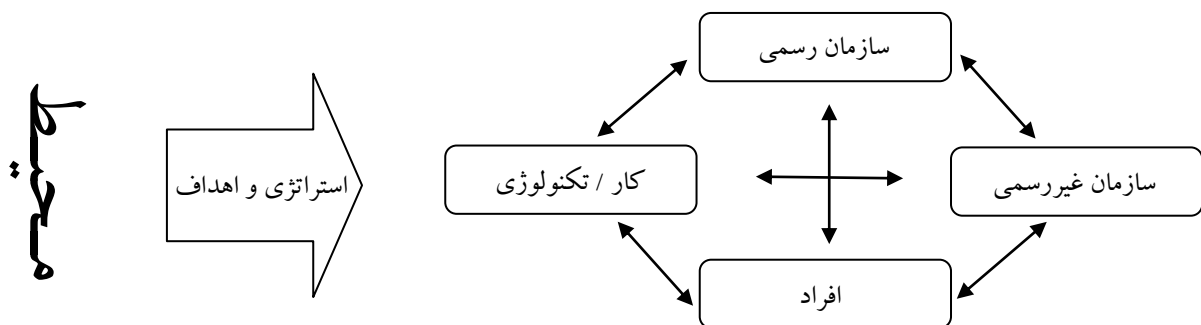 سازمان رسمی
محیط
استراتژی و اهداف
کار / تکنولوژی
سازمان غیررسمی
افراد